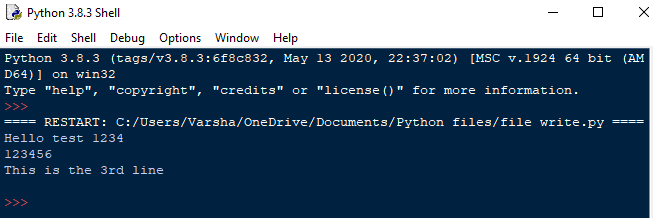 Python 3.8.3 Shell
File Edit Shell Debug Options Window Help
Python 3.8.3 (tags/v3.8.3:6f8c832, May 13 2020, 22:37:02) [MSC v.1924 64 bit (AM
D64)] on win32
Type "help", "copyright", "credits" or "license()" for more information.
>>>
==== RESTART: C:/Users/Varsha/OneDrive/Documents/Python files/file write.py ====
Hello test 1234
123456
This is the 3rd line
>>>